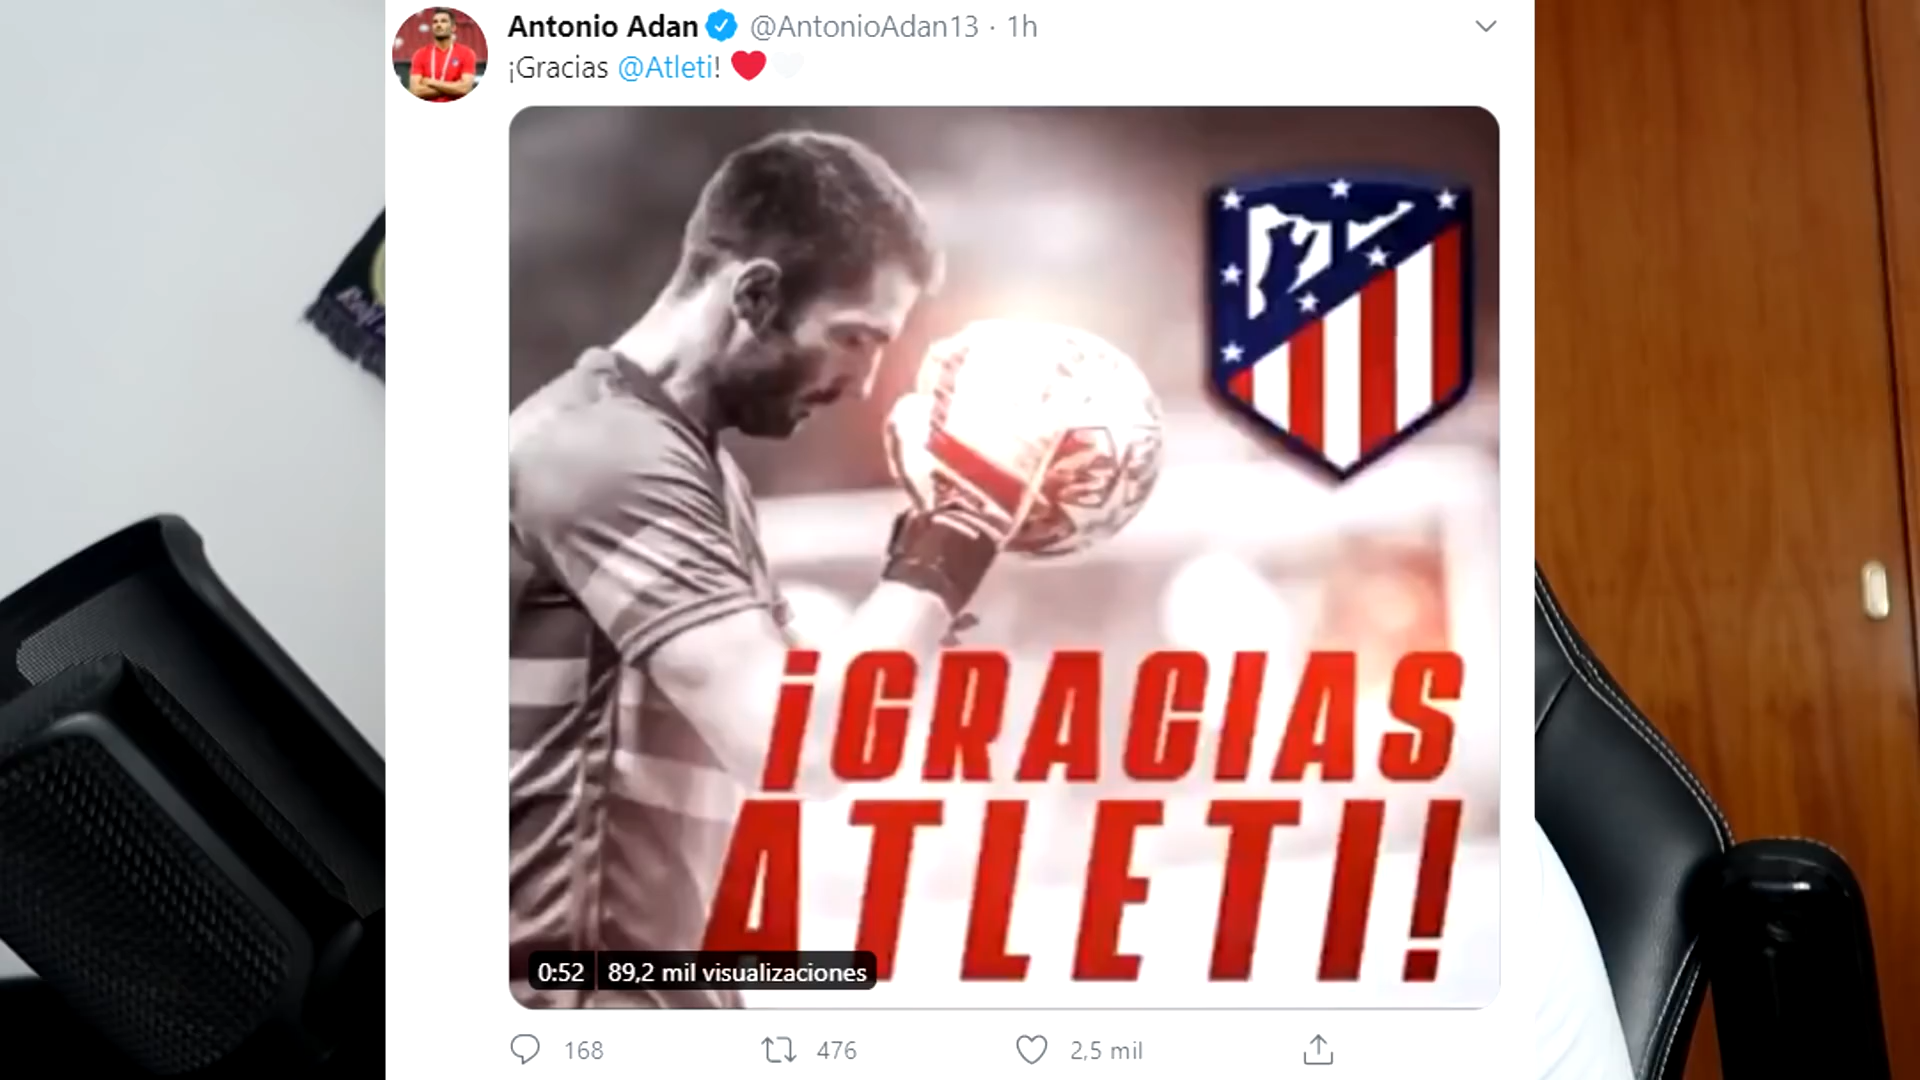 Antonio Adan @AntonioAdan13 · 1h
¡Gracias @Atleti! ❤️🤍
¡GRACIAS
ATLETI!
0:52 89,2 mil visualizaciones
168 476 2,5 mil